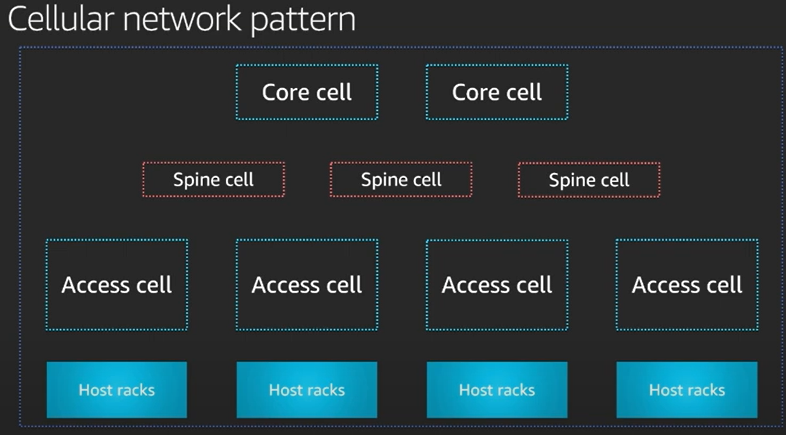 Cellular network pattern
Core cell Core cell
Spine cell Spine cell Spine cell
Access cell Access cell Access cell Access cell
Host racks Host racks Host racks Host racks